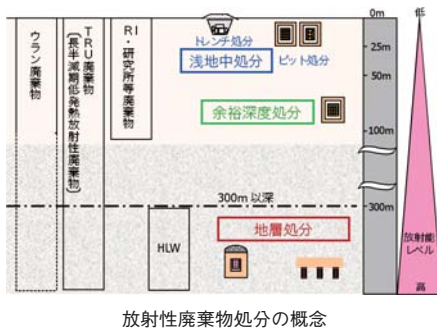 ウラン廃棄物
TRU廃棄物
(長半減期低発熱放射性廃棄物)
RI・研究所等廃棄物
トレンチ処分
浅地中処分
ピット処分
余裕深度処分
300m 以深
地層処分
HLW
0m
25m
50m
100m
300m
低
放射能
レベル
高
放射性廃棄物処分の概念